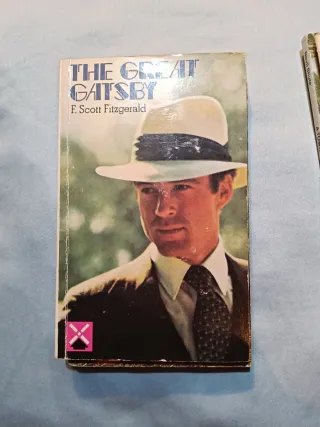 THE GREAT
GATSBY
F. Scott Fitzgerald